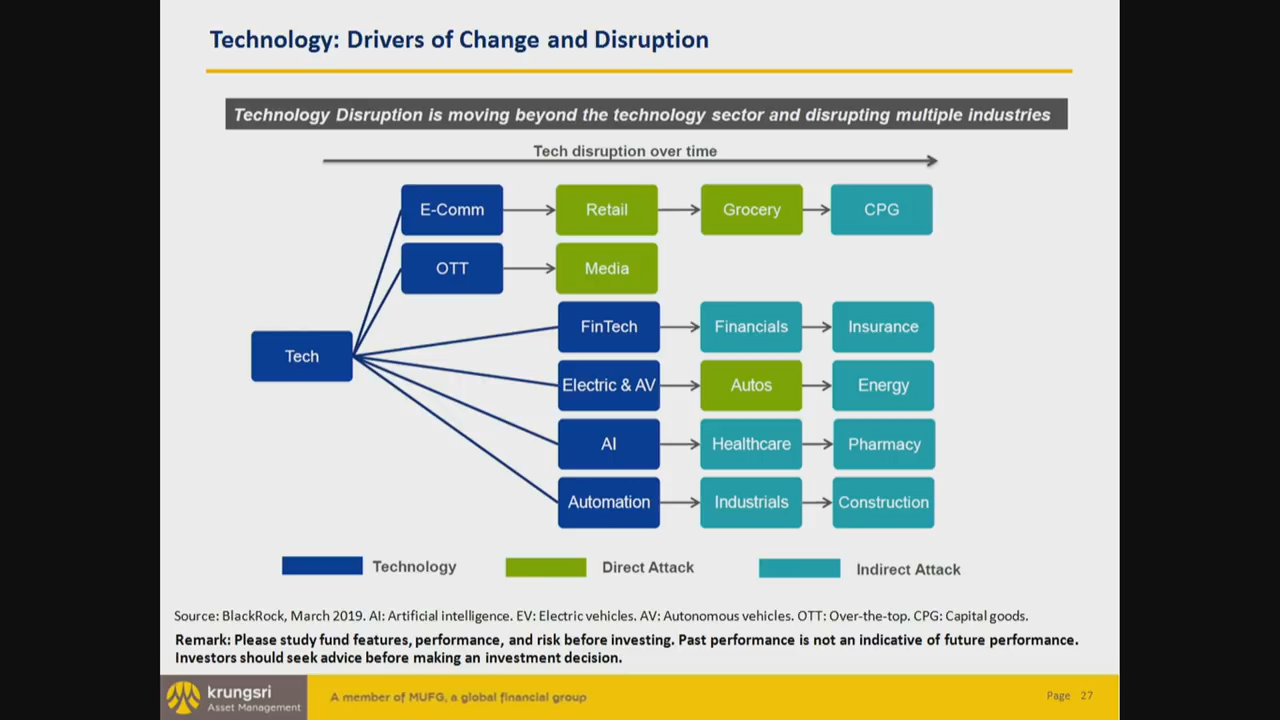 Technology: Drivers of Change and Disruption
Technology Disruption is moving beyond the technology sector and disrupting multiple industries
Tech disruption over time
E-Comm
Retail
Grocery
CPG
OTT
Media
FinTech
Financials
Insurance
Tech
Electric & AV
Autos
Energy
AI
Healthcare
Pharmacy
Automation
Industrials
Construction
Technology
Direct Attack
Indirect Attack
Source: BlackRock, March 2019. AI: Artificial intelligence. EV: Electric vehicles. AV: Autonomous vehicles. OTT: Over-the-top. CPG: Capital goods.
Remark: Please study fund features, performance, and risk before investing. Past performance is not an indicative of future performance.
Investors should seek advice before making an investment decision.
krungsri
Asset Management
A member of MUFG, a global financial group
Page 27